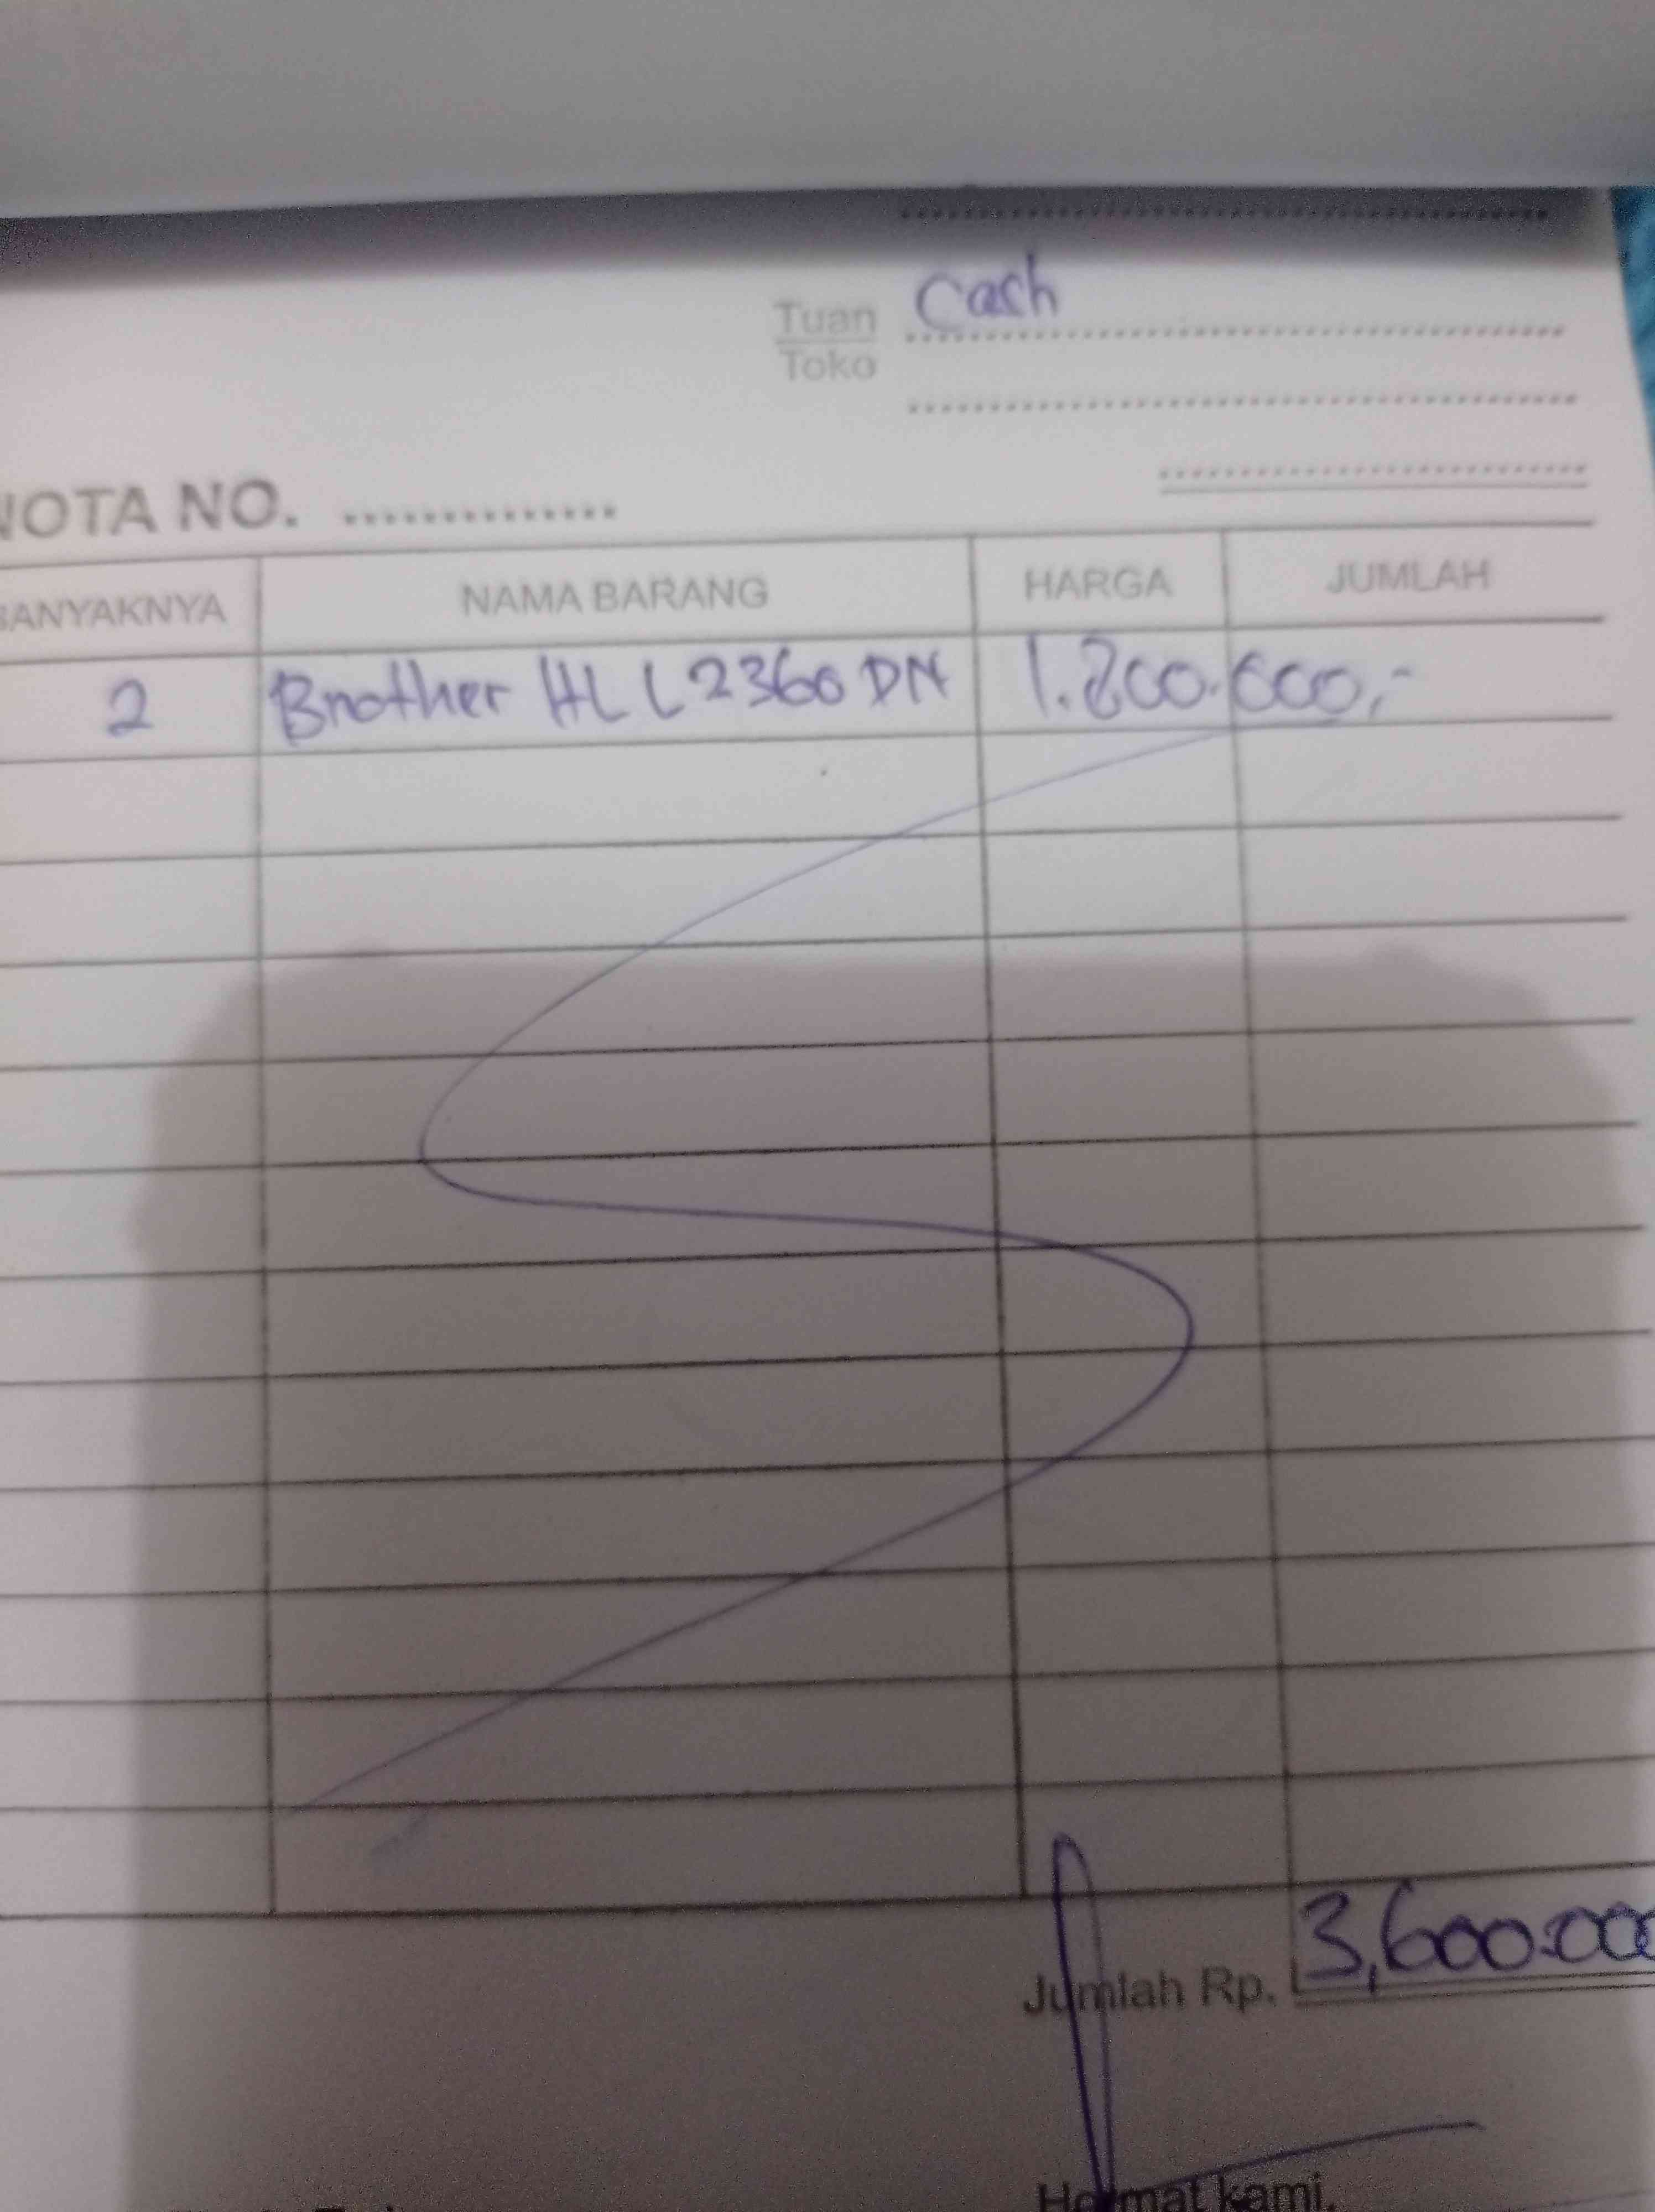 Cash
Tuan
Toko
NOTA NO. ..............
BANYAKNYA NAMA BARANG HARGA JUMLAH
2 Brother HL L2360 DN 1.800.000,-
Jumlah Rp. 3,600.000
Hormat kami,